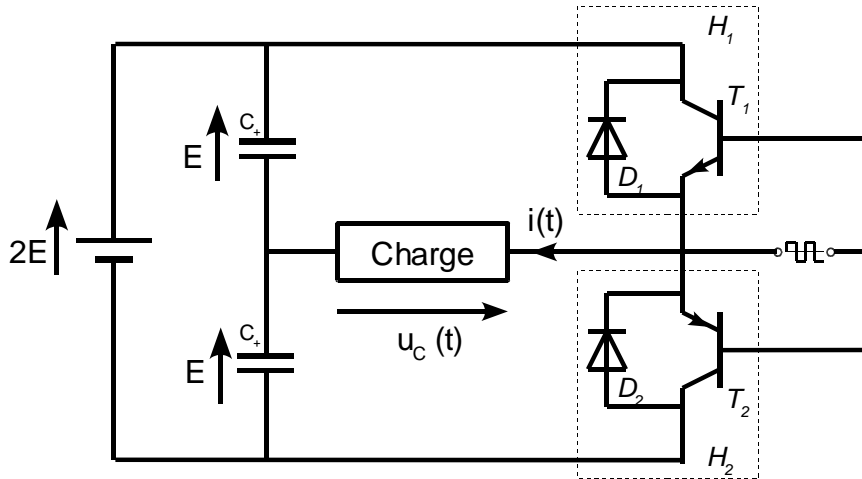 H1
C+
T1
E
D1
i(t)
2E
Charge
C+
uC (t)
E
D2
T2
H2